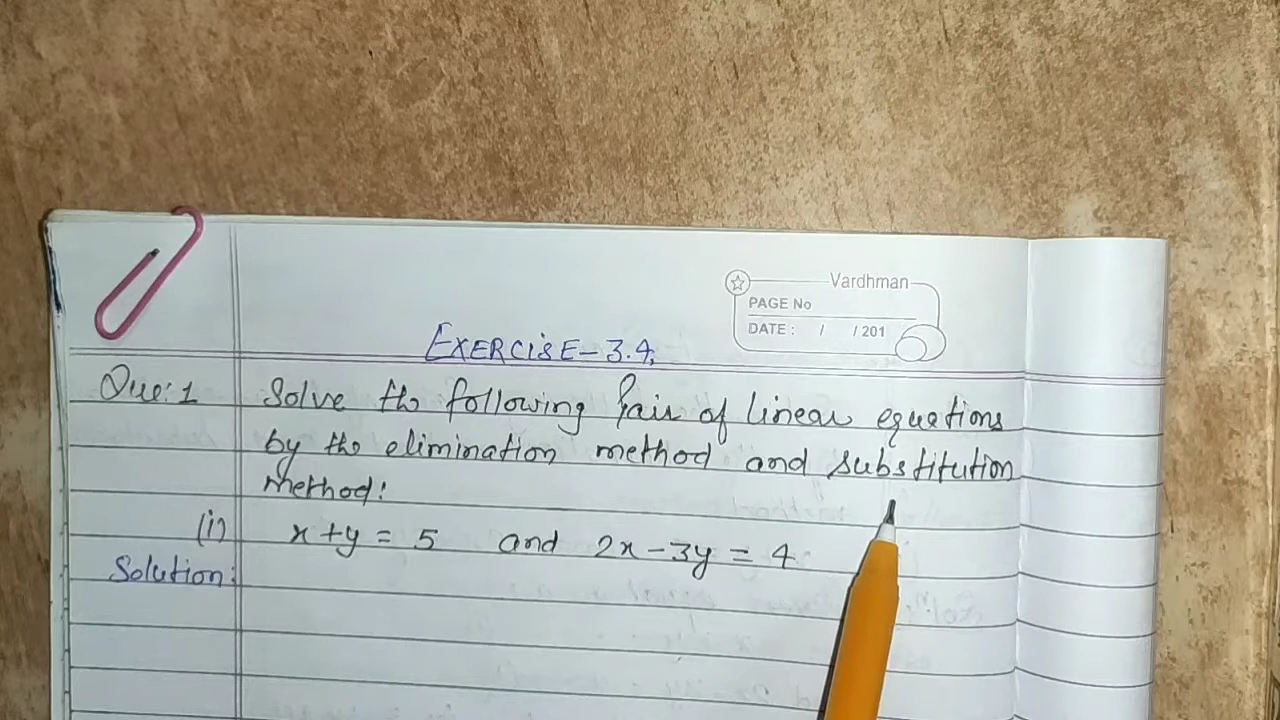 Vardhman
PAGE No
DATE : / / 201
EXERCISE-3.4,
Que:1 Solve the following Pair of linear equations
by the elimination method and substitution
method:
(i) x+y = 5 and 2x-3y = 4
Solution: